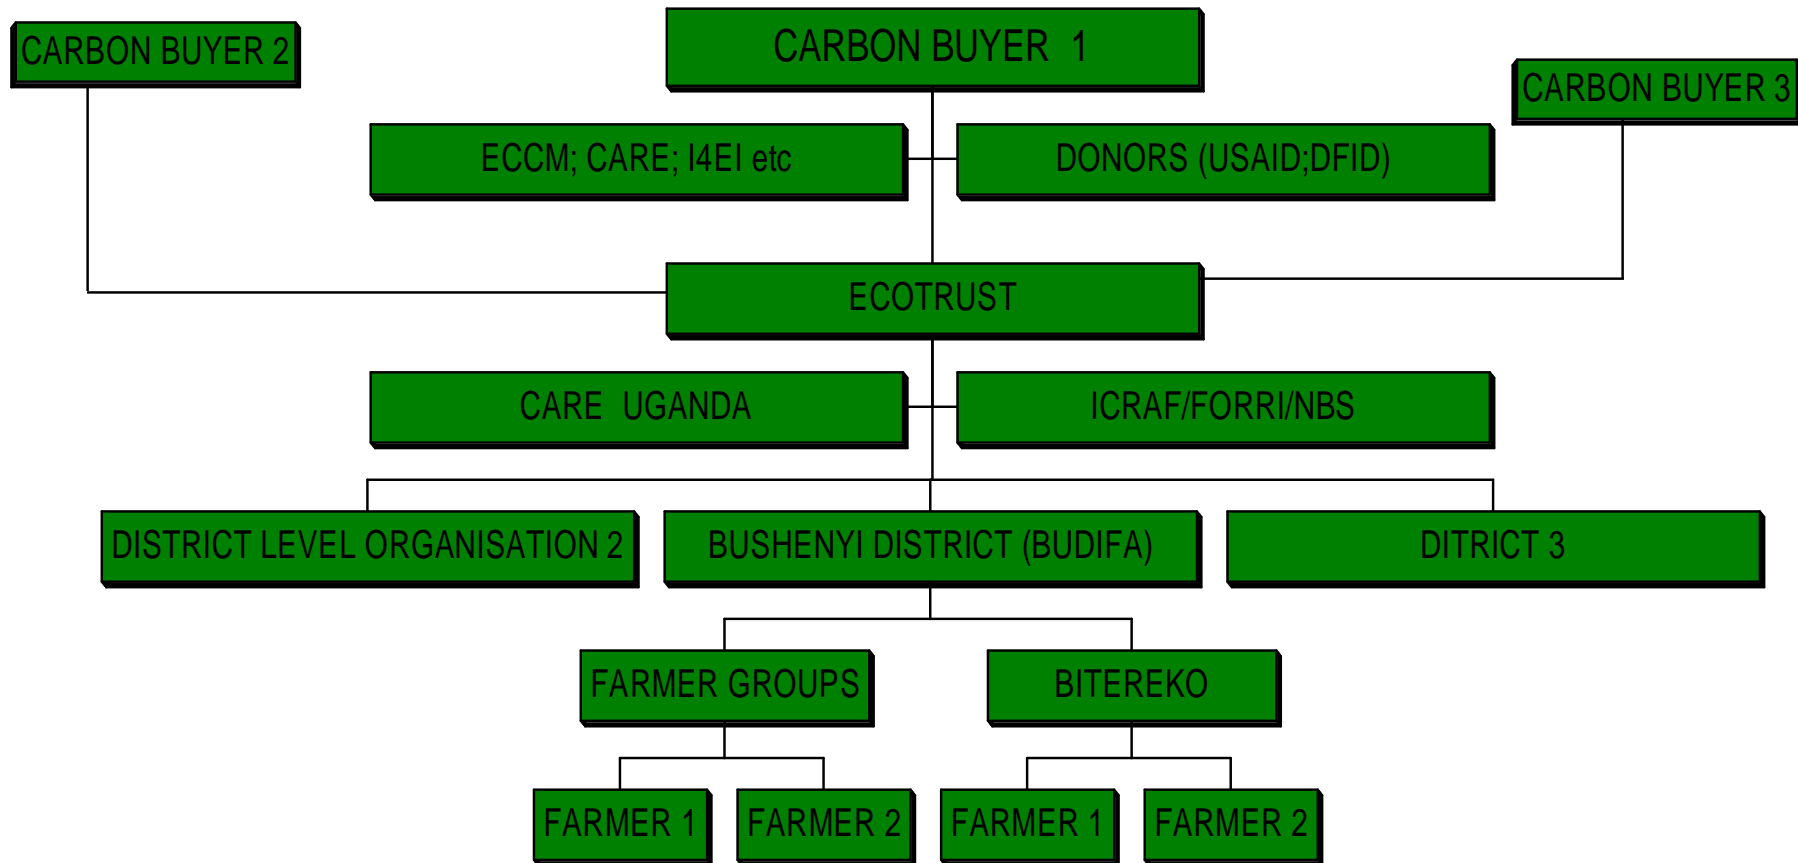 CARBON BUYER 2
CARBON BUYER 1
CARBON BUYER 3
ECCM; CARE; I4EI etc
DONORS (USAID;DFID)
ECOTRUST
CARE UGANDA
ICRAF/FORRI/NBS
DISTRICT LEVEL ORGANISATION 2
BUSHENYI DISTRICT (BUDIFA)
DITRICT 3
FARMER GROUPS
BITEREKO
FARMER 1
FARMER 2
FARMER 1
FARMER 2